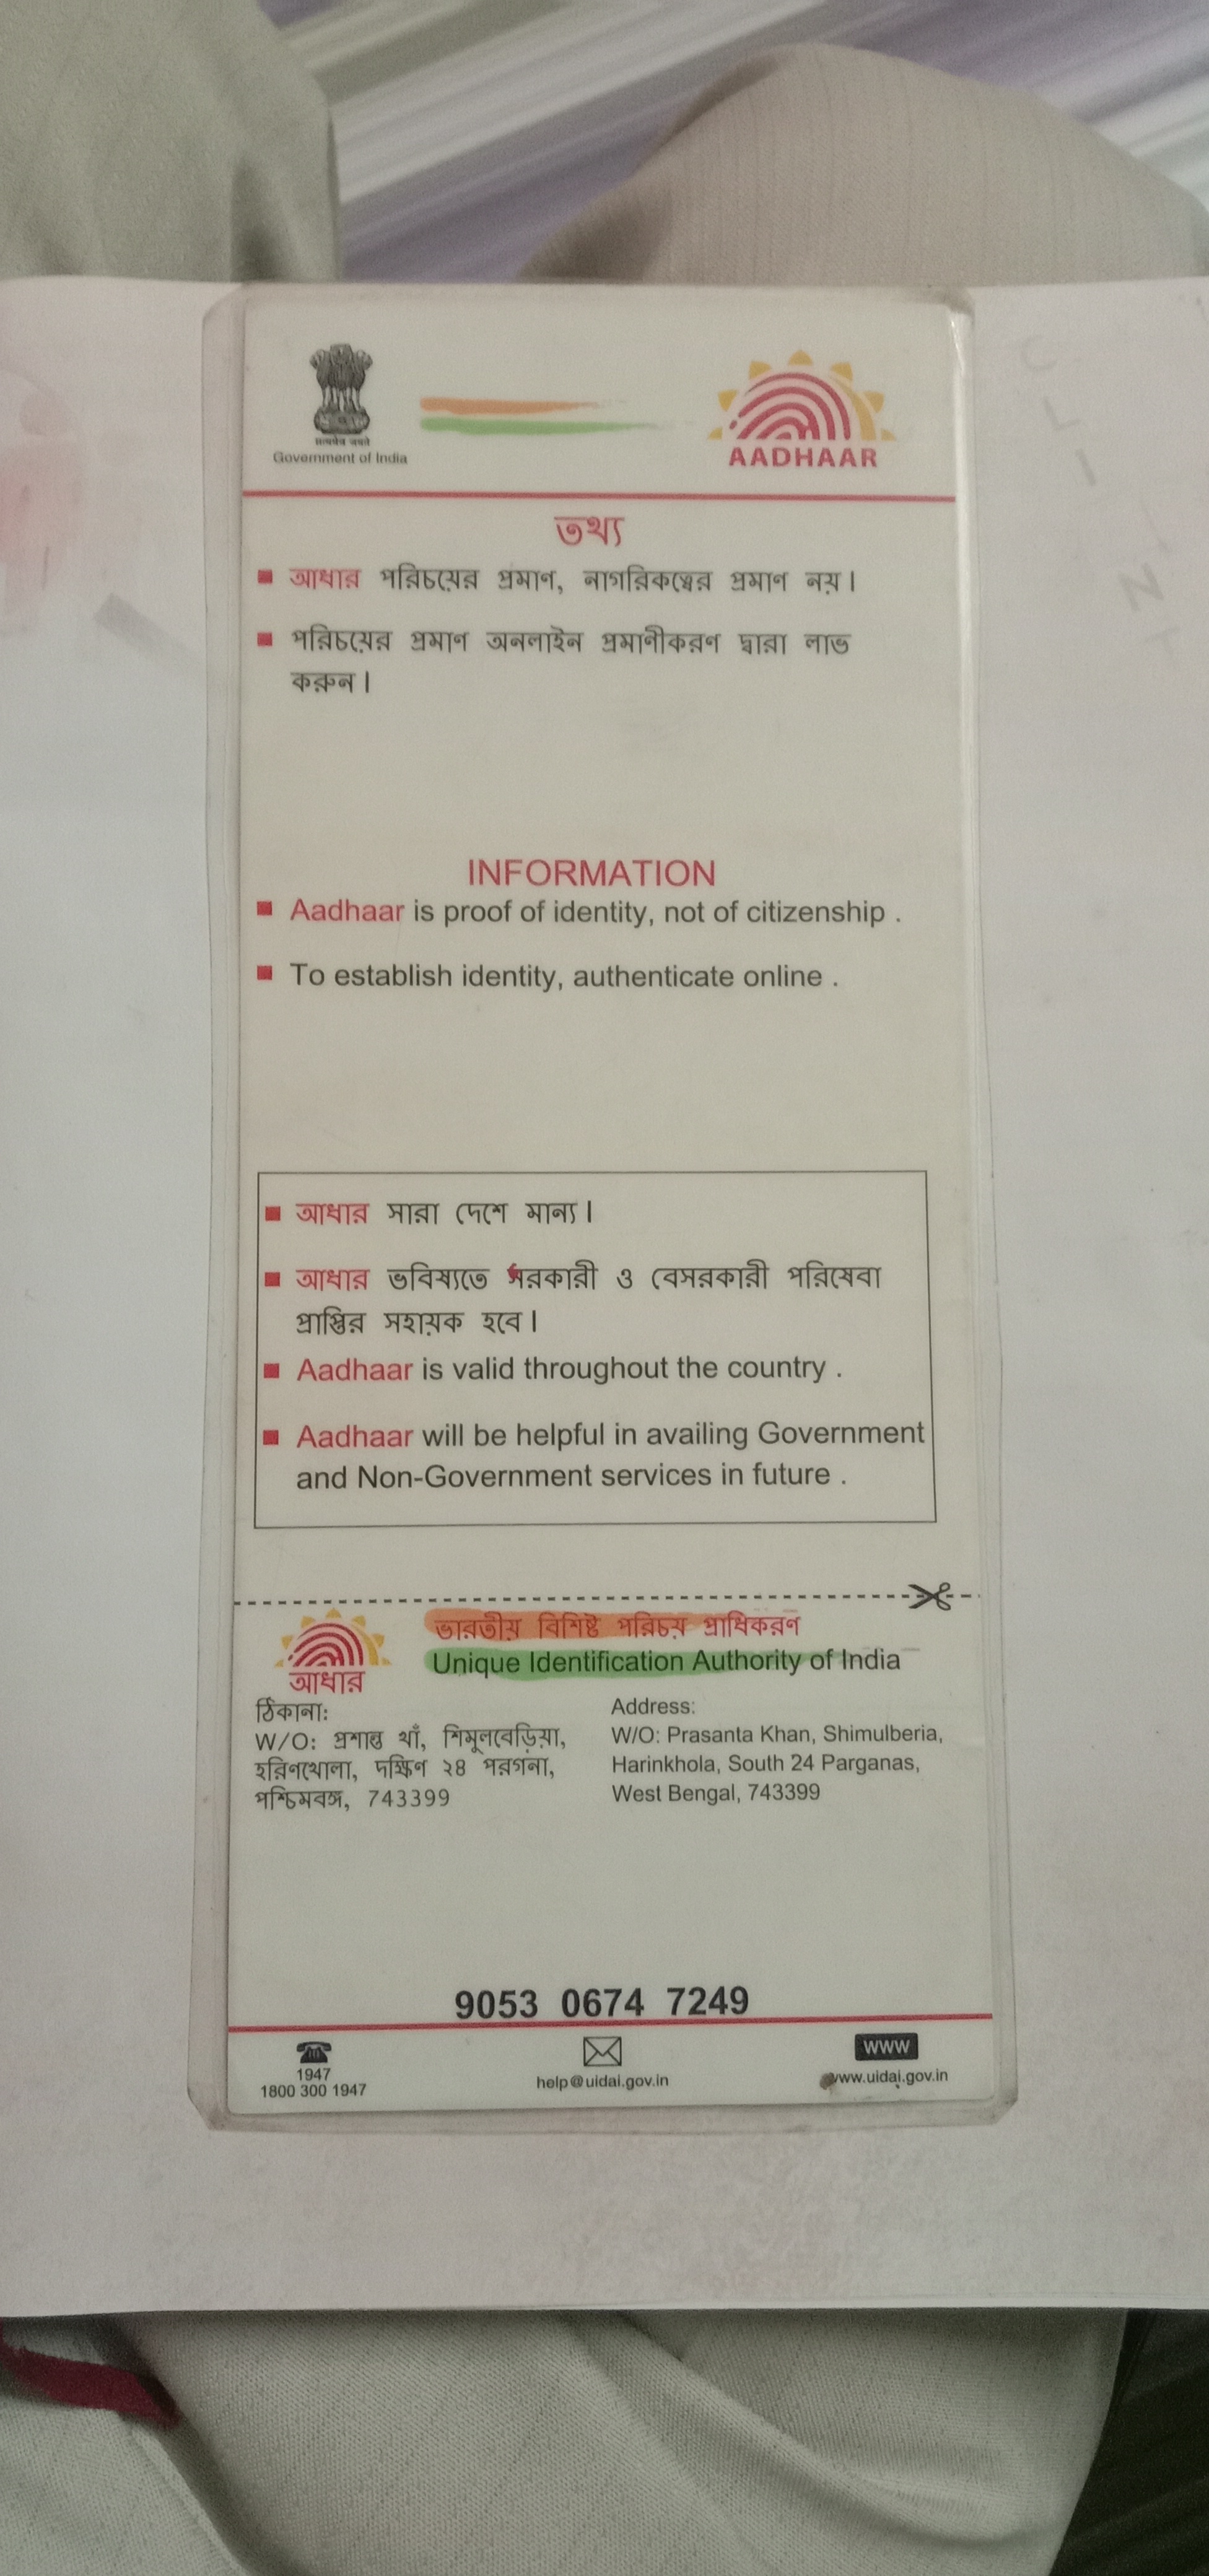 सत्यमेव जयते
Government of India
AADHAAR
তথ্য
আধার পরিচয়ের প্রমাণ, নাগরিকত্বের প্রমাণ নয়।
পরিচয়ের প্রমাণ অনলাইন প্রমাণীকরণ দ্বারা লাভ
করুন।
INFORMATION
Aadhaar is proof of identity, not of citizenship .
To establish identity, authenticate online .
আধার সারা দেশে মান্য।
আধার ভবিষ্যতে সরকারী ও বেসরকারী পরিষেবা
প্রাপ্তির সহায়ক হবে।
Aadhaar is valid throughout the country .
Aadhaar will be helpful in availing Government
and Non-Government services in future .
ভারতীয় বিশিষ্ট পরিচয় প্রাধিকরণ
Unique Identification Authority of India
আধার
ঠিকানা:
W/O: প্রশান্ত খাঁ, শিমুলবেড়িয়া,
হরিণখোলা, দক্ষিণ ২৪ পরগনা,
পশ্চিমবঙ্গ, 743399
Address:
W/O: Prasanta Khan, Shimulberia,
Harinkhola, South 24 Parganas,
West Bengal, 743399
9053 0674 7249
1947
1800 300 1947
help@uidai.gov.in
WWW
www.uidai.gov.in